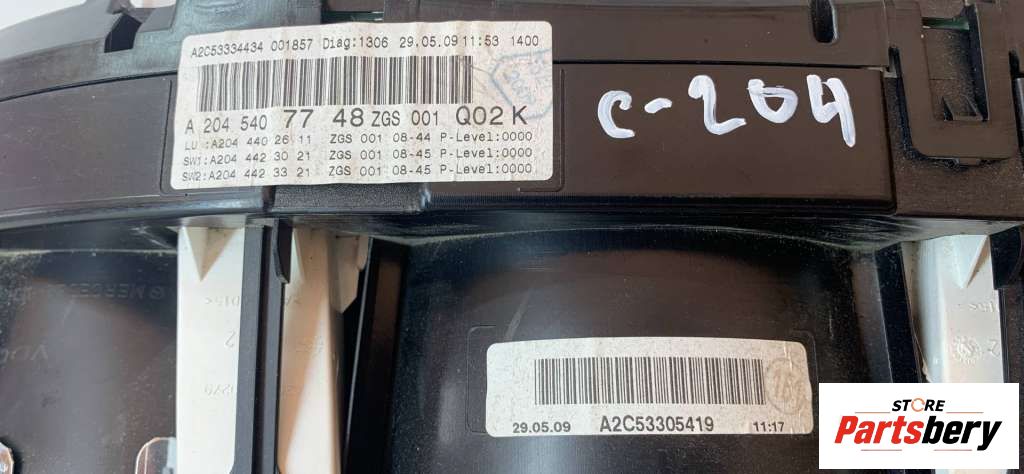 A2C53334434 001857 Diag:1306 29.05.09 11:53 1400
A 204 540 77 48 ZGS 001 Q02 K
LU :A204 440 26 11 ZGS 001 08-44 P-Level:0000
SW1:A204 442 30 21 ZGS 001 08-45 P-Level:0000
SW2:A204 442 33 21 ZGS 001 08-45 P-Level:0000
C-204
2
29.05.09 A2C53305419 11:17
STORE
Partsbery